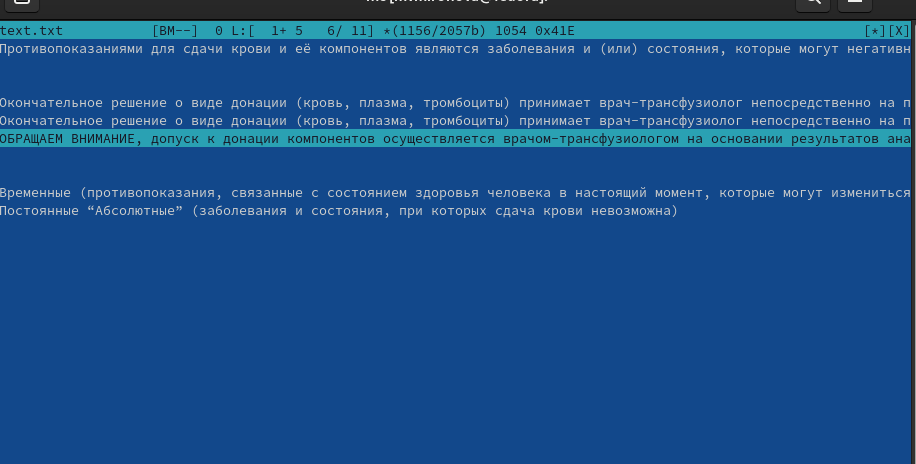 text.txt [BM--] 0 L:[ 1+ 5 6/ 11] *(1156/2057b) 1054 0x41E [*][X]
Противопоказаниями для сдачи крови и её компонентов являются заболевания и (или) состояния, которые могут негативн
Окончательное решение о виде донации (кровь, плазма, тромбоциты) принимает врач-трансфузиолог непосредственно на п
Окончательное решение о виде донации (кровь, плазма, тромбоциты) принимает врач-трансфузиолог непосредственно на п
ОБРАЩАЕМ ВНИМАНИЕ, допуск к донации компонентов осуществляется врачом-трансфузиологом на основании результатов ана
Временные (противопоказания, связанные с состоянием здоровья человека в настоящий момент, которые могут измениться
Постоянные “Абсолютные” (заболевания и состояния, при которых сдача крови невозможна)